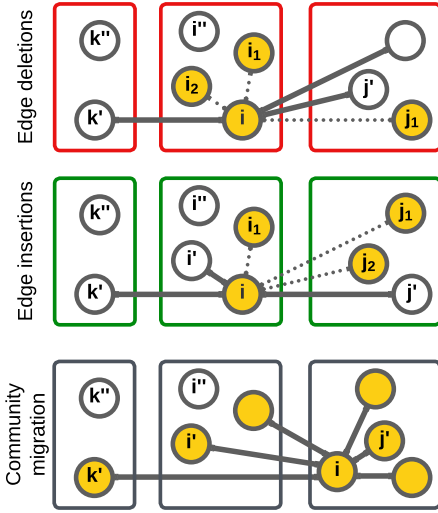 Edge deletions
k''
i''
i₁
i₂
j'
k'
i
j₁
Edge insertions
k''
i''
i₁
j₁
i'
j₂
k'
i
j'
Community
migration
k''
i''
i'
j'
k'
i